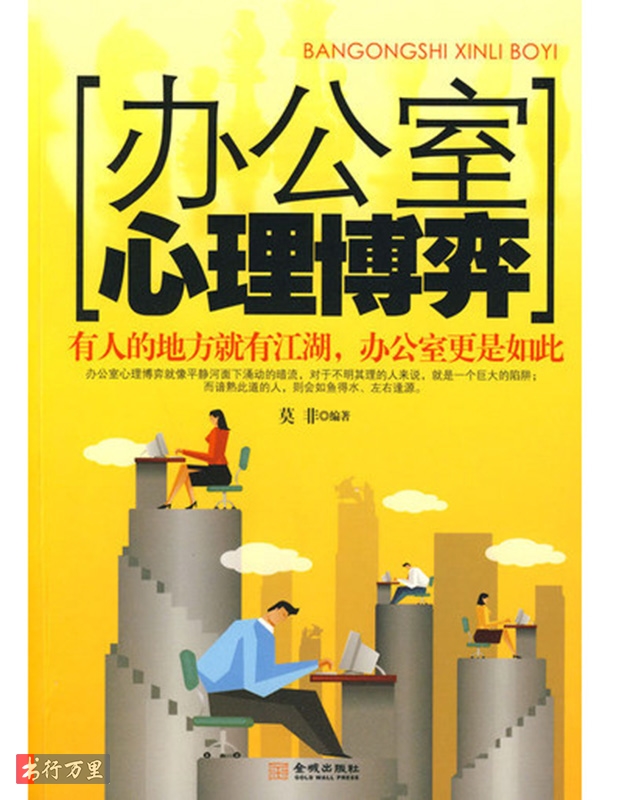 BANGONGSHI XINLI BOYI
[办公室
心理博弈]
有人的地方就有江湖，办公室更是如此
办公室心理博弈就像平静河面下涌动的暗流，对于不明其理的人来说，就是一个巨大的陷阱；
而谙熟此道的人，则会如鱼得水、左右逢源。
莫 非◎编著
书行万里
金城出版社
GOLD WALL PRESS